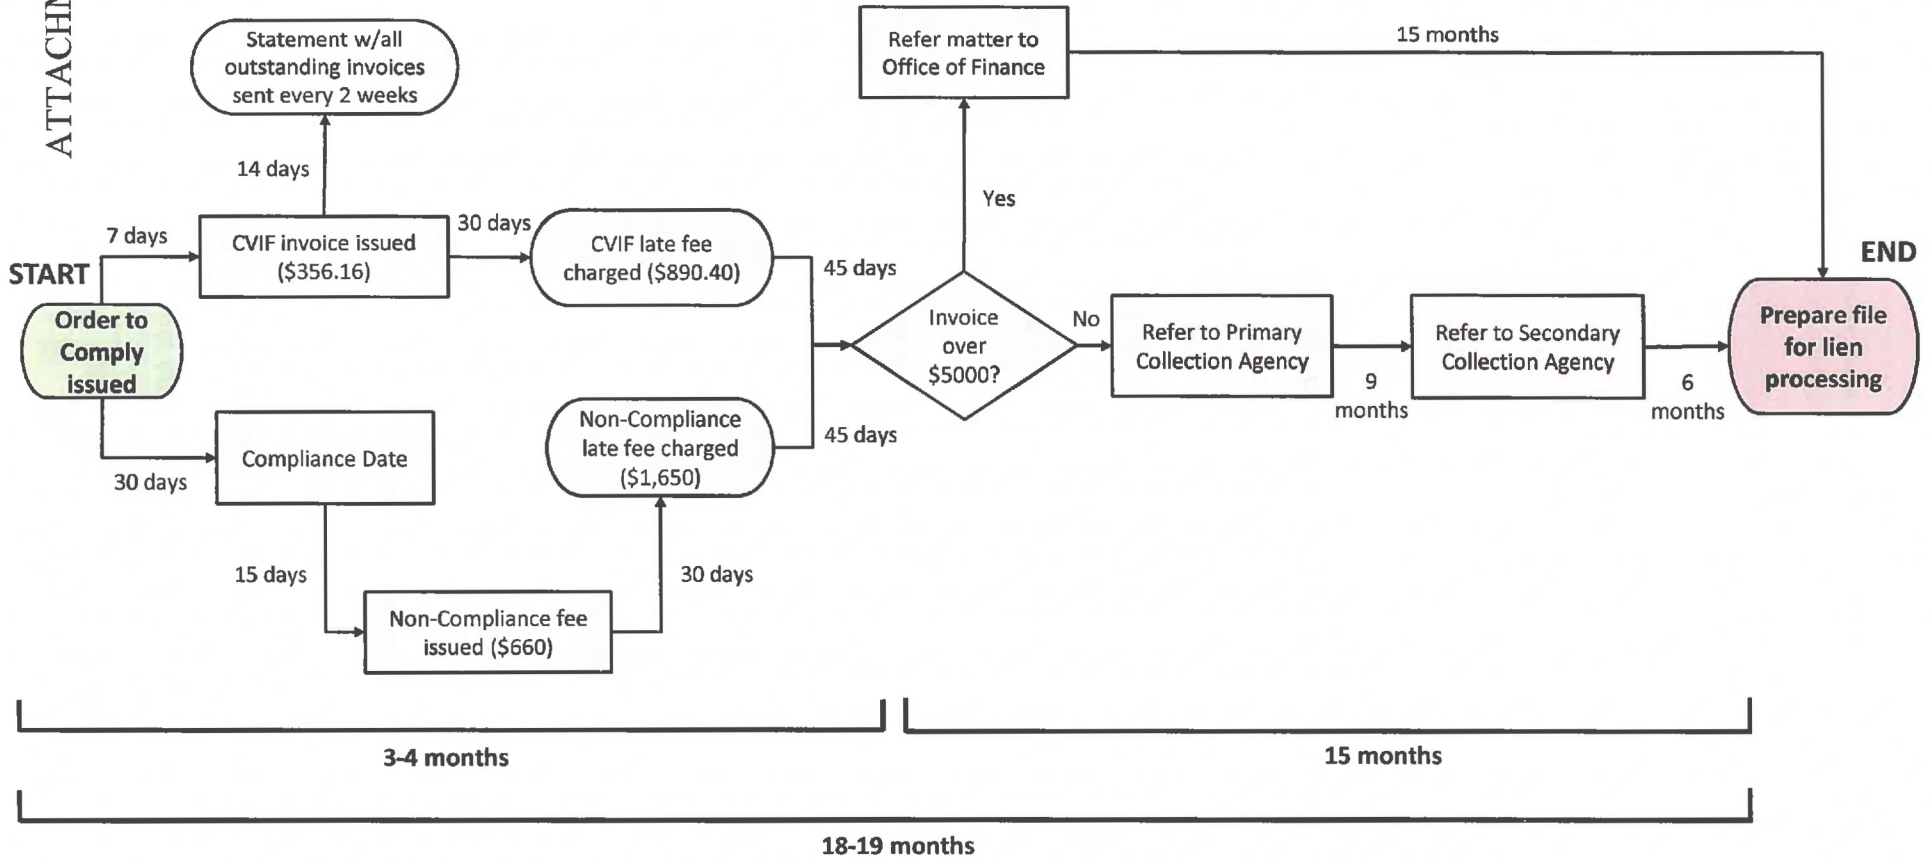 Statement w/all
outstanding invoices
sent every 2 weeks
14 days
7 days
CVIF invoice issued
($356.16)
30 days
CVIF late fee
charged ($890.40)
45 days
START
Order to
Comply
issued
30 days
Compliance Date
15 days
Non-Compliance fee
issued ($660)
30 days
Non-Compliance
late fee charged
($1,650)
45 days
Invoice
over
$5000?
Yes
Refer matter to
Office of Finance
15 months
No
Refer to Primary
Collection Agency
9
months
Refer to Secondary
Collection Agency
6
months
END
Prepare file
for lien
processing
3-4 months
15 months
18-19 months